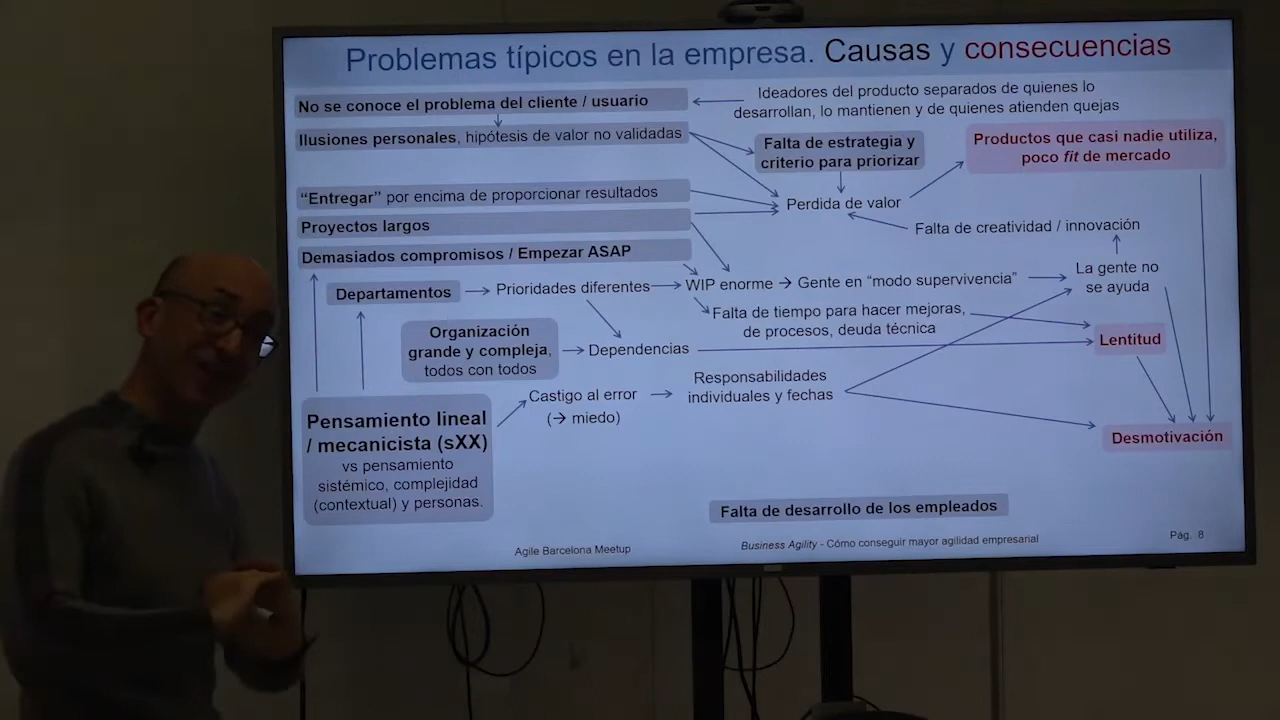 Problemas típicos en la empresa. Causas y consecuencias
No se conoce el problema del cliente / usuario
Ideadores del producto separados de quienes lo
desarrollan, lo mantienen y de quienes atienden quejas
Ilusiones personales, hipótesis de valor no validadas
Falta de estrategia y
criterio para priorizar
Productos que casi nadie utiliza,
poco fit de mercado
“Entregar” por encima de proporcionar resultados
Perdida de valor
Proyectos largos
Falta de creatividad / innovación
Demasiados compromisos / Empezar ASAP
Departamentos
Prioridades diferentes
WIP enorme → Gente en “modo supervivencia”
La gente no
se ayuda
Falta de tiempo para hacer mejoras,
de procesos, deuda técnica
Organización
grande y compleja,
todos con todos
Dependencias
Lentitud
Castigo al error
(→ miedo)
Responsabilidades
individuales y fechas
Pensamiento lineal
/ mecanicista (sXX)
vs pensamiento
sistémico, complejidad
(contextual) y personas.
Desmotivación
Falta de desarrollo de los empleados
Agile Barcelona Meetup
Business Agility - Cómo conseguir mayor agilidad empresarial
Pág. 8